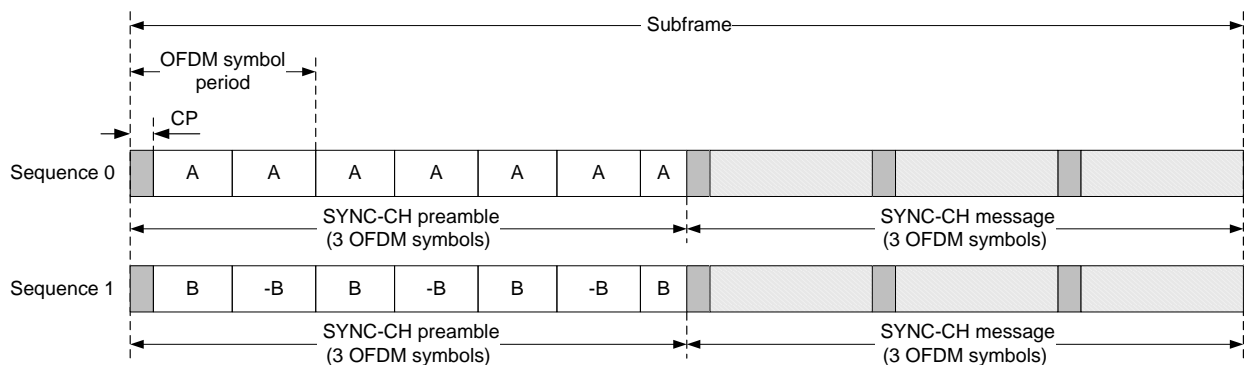 Subframe
OFDM symbol
period
CP
Sequence 0
A A A A A A A
SYNC-CH preamble
(3 OFDM symbols)
SYNC-CH message
(3 OFDM symbols)
Sequence 1
B -B B -B B -B B
SYNC-CH preamble
(3 OFDM symbols)
SYNC-CH message
(3 OFDM symbols)